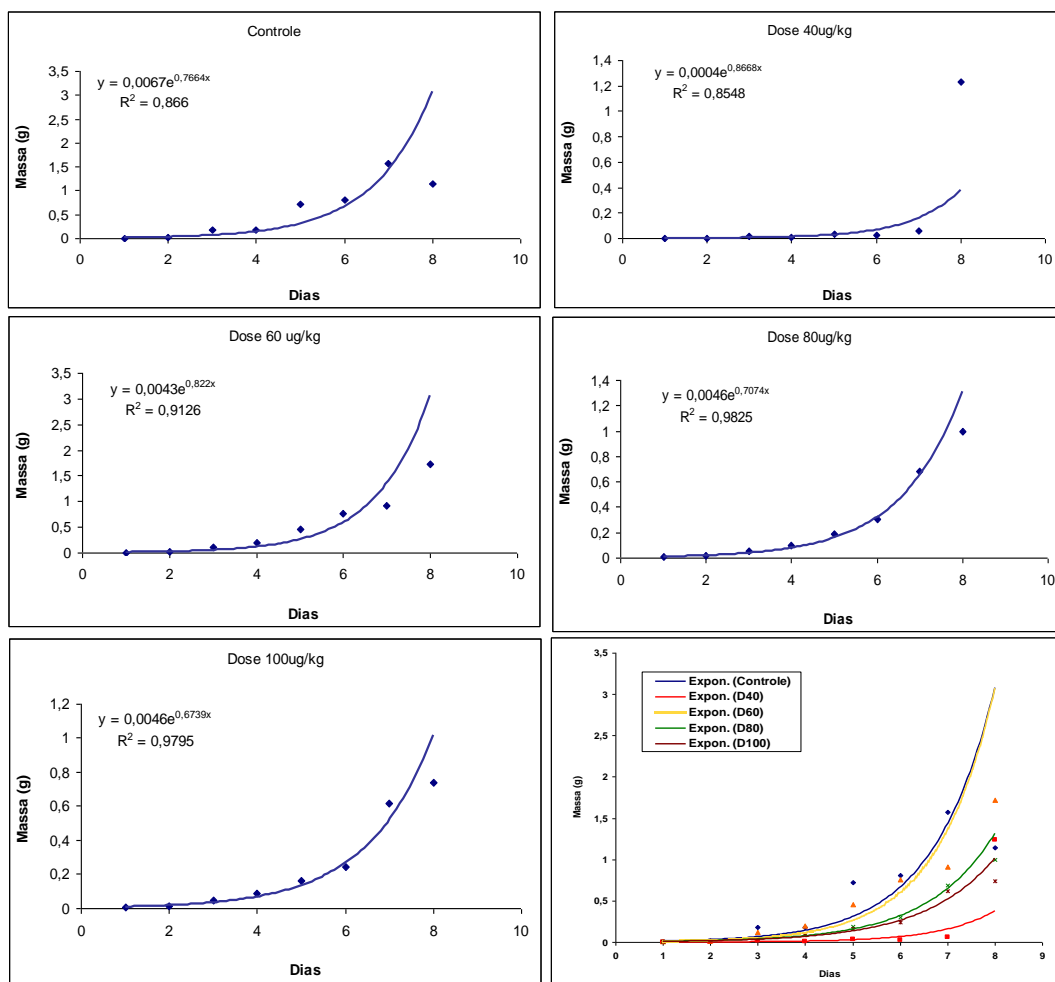 Controle
y = 0,0067e^0,7664x
R² = 0,866
3,5
3
2,5
2
1,5
1
0,5
0
Massa (g)
0 2 4 6 8 10
Dias
Dose 40ug/kg
y = 0,0004e^0,8668x
R² = 0,8548
1,4
1,2
1
0,8
0,6
0,4
0,2
0
Massa (g)
0 2 4 6 8 10
Dias
Dose 60 ug/kg
y = 0,0043e^0,822x
R² = 0,9126
3,5
3
2,5
2
1,5
1
0,5
0
Massa (g)
0 2 4 6 8 10
Dias
Dose 80ug/kg
y = 0,0046e^0,7074x
R² = 0,9825
1,4
1,2
1
0,8
0,6
0,4
0,2
0
Massa (g)
0 2 4 6 8 10
Dias
Dose 100ug/kg
y = 0,0046e^0,6739x
R² = 0,9795
1,2
1
0,8
0,6
0,4
0,2
0
Massa (g)
0 2 4 6 8 10
Dias
Expon. (Controle)
Expon. (D40)
Expon. (D60)
Expon. (D80)
Expon. (D100)
3,5
3
2,5
2
1,5
1
0,5
0
Massa (g)
0 1 2 3 4 5 6 7 8 9
Dias